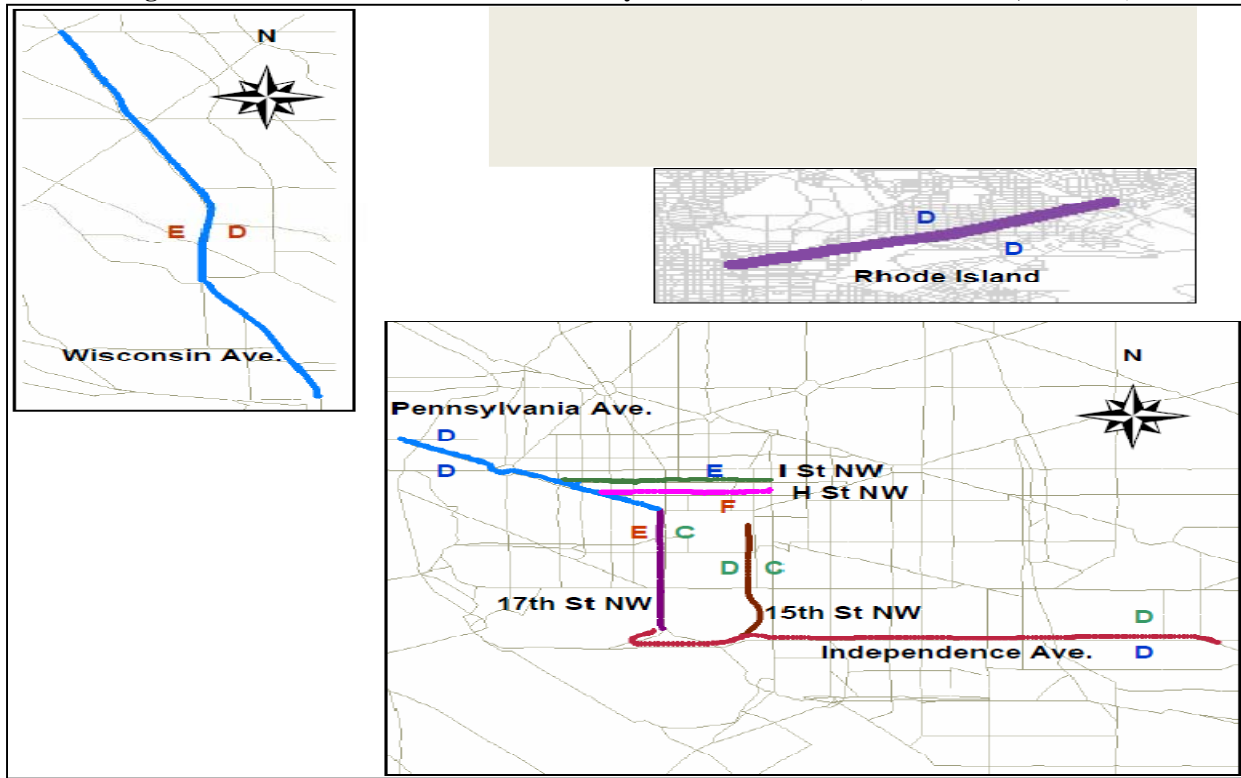 N
E D
Wisconsin Ave.
D
D
Rhode Island
N
Pennsylvania Ave.
D
D
E I St NW
H St NW
F
E C
D C
17th St NW
15th St NW
D
Independence Ave. D